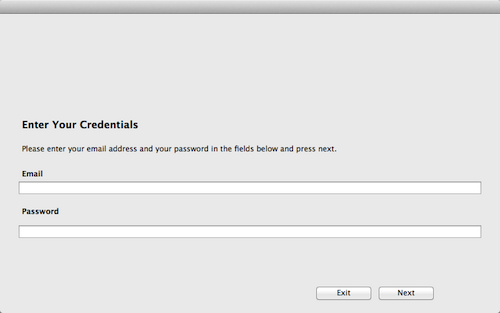 Enter Your Credentials
Please enter your email address and your password in the fields below and press next.
Email
Password
Exit Next